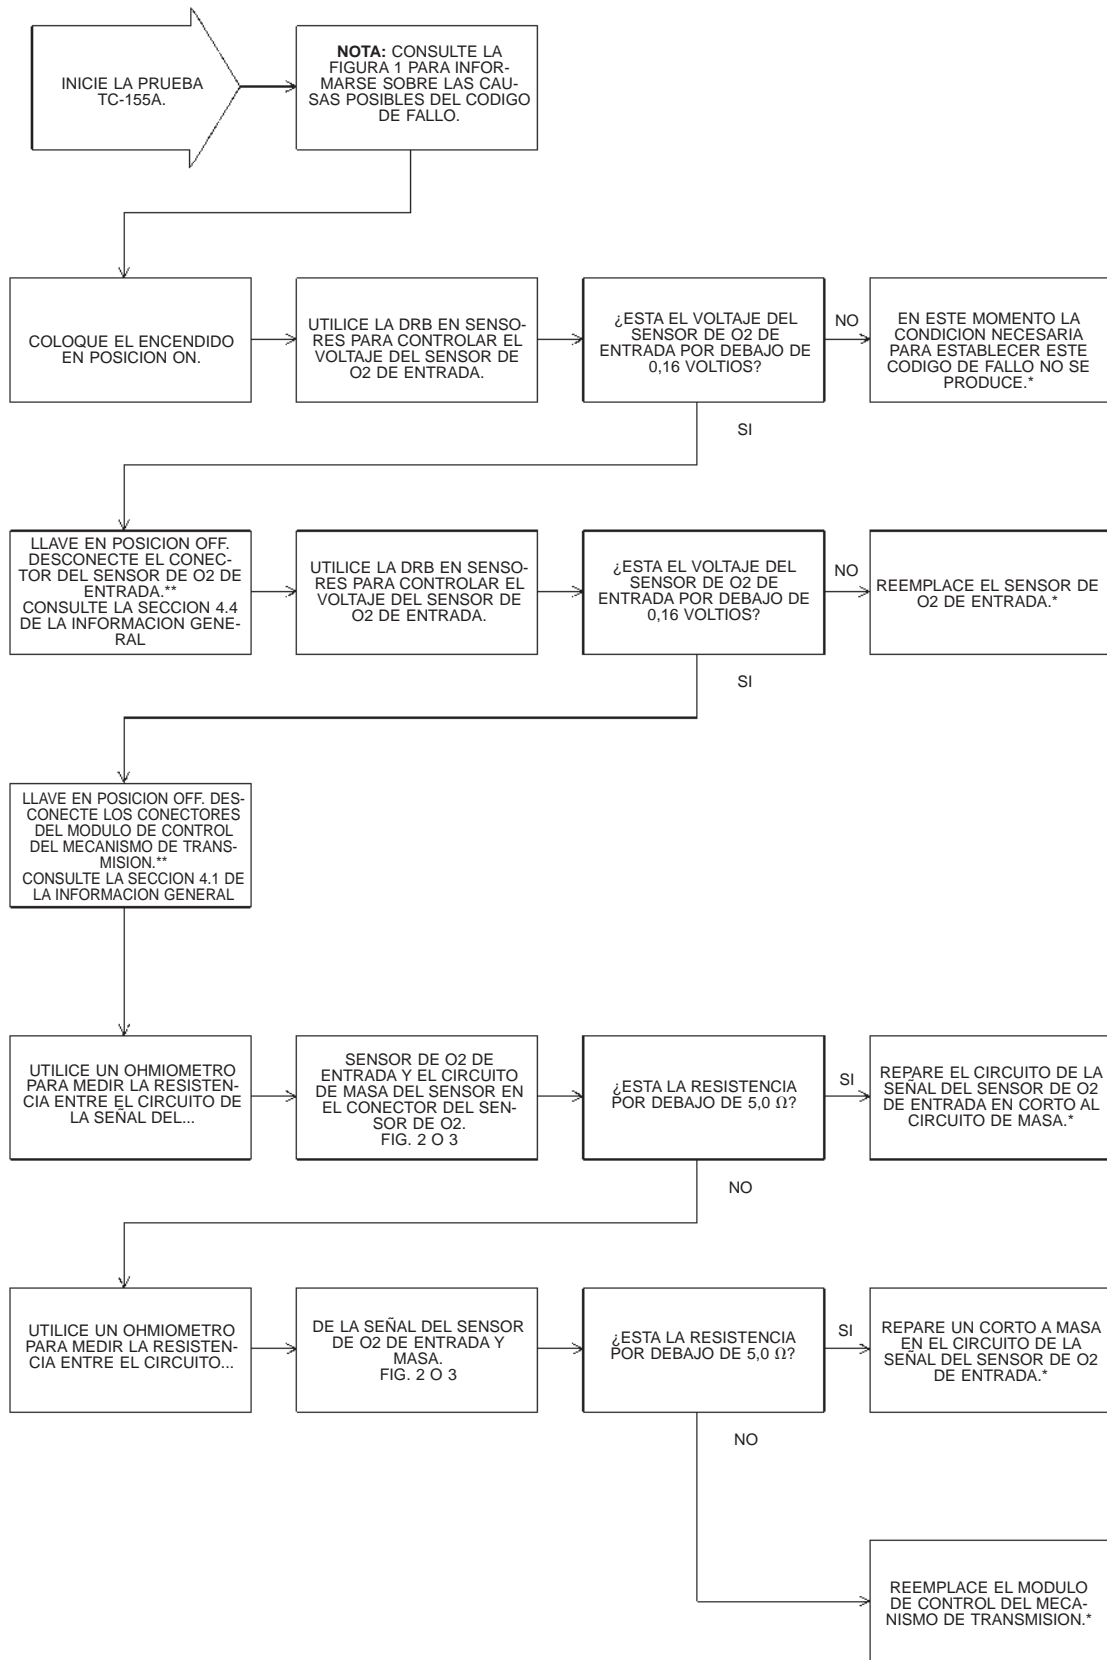 INICIE LA PRUEBA
TC-155A.
NOTA: CONSULTE LA
FIGURA 1 PARA INFOR-
MARSE SOBRE LAS CAU-
SAS POSIBLES DEL CODIGO
DE FALLO.
COLOQUE EL ENCENDIDO
EN POSICION ON.
UTILICE LA DRB EN SENSO-
RES PARA CONTROLAR EL
VOLTAJE DEL SENSOR DE
O2 DE ENTRADA.
¿ESTA EL VOLTAJE DEL
SENSOR DE O2 DE
ENTRADA POR DEBAJO DE
0,16 VOLTIOS?
NO
EN ESTE MOMENTO LA
CONDICION NECESARIA
PARA ESTABLECER ESTE
CODIGO DE FALLO NO SE
PRODUCE.*
SI
LLAVE EN POSICION OFF.
DESCONECTE EL CONEC-
TOR DEL SENSOR DE O2 DE
ENTRADA.**
CONSULTE LA SECCION 4.4
DE LA INFORMACION GENE-
RAL
UTILICE LA DRB EN SENSO-
RES PARA CONTROLAR EL
VOLTAJE DEL SENSOR DE
O2 DE ENTRADA.
¿ESTA EL VOLTAJE DEL
SENSOR DE O2 DE
ENTRADA POR DEBAJO DE
0,16 VOLTIOS?
NO
REEMPLACE EL SENSOR DE
O2 DE ENTRADA.*
SI
LLAVE EN POSICION OFF. DES-
CONECTE LOS CONECTORES
DEL MODULO DE CONTROL
DEL MECANISMO DE TRANS-
MISION.**
CONSULTE LA SECCION 4.1 DE
LA INFORMACION GENERAL
UTILICE UN OHMIOMETRO
PARA MEDIR LA RESISTEN-
CIA ENTRE EL CIRCUITO DE
LA SEÑAL DEL...
SENSOR DE O2 DE
ENTRADA Y EL CIRCUITO
DE MASA DEL SENSOR EN
EL CONECTOR DEL SEN-
SOR DE O2.
FIG. 2 O 3
¿ESTA LA RESISTENCIA
POR DEBAJO DE 5,0 Ω?
SI
REPARE EL CIRCUITO DE LA
SEÑAL DEL SENSOR DE O2
DE ENTRADA EN CORTO AL
CIRCUITO DE MASA.*
NO
UTILICE UN OHMIOMETRO
PARA MEDIR LA RESISTEN-
CIA ENTRE EL CIRCUITO...
DE LA SEÑAL DEL SENSOR
DE O2 DE ENTRADA Y
MASA.
FIG. 2 O 3
¿ESTA LA RESISTENCIA
POR DEBAJO DE 5,0 Ω?
SI
REPARE UN CORTO A MASA
EN EL CIRCUITO DE LA
SEÑAL DEL SENSOR DE O2
DE ENTRADA.*
NO
REEMPLACE EL MODULO
DE CONTROL DEL MECA-
NISMO DE TRANSMISION.*